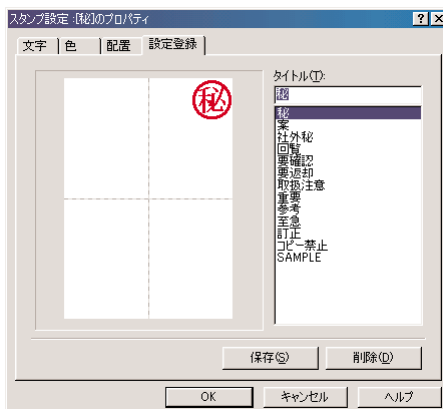 スタンプ設定:[秘]のプロパティ
文字 色 配置 設定登録
タイトル(T):
秘
秘
秘
案
社外秘
回覧
要確認
要返却
取扱注意
重要
参考
至急
訂正
コピー禁止
SAMPLE
保存(S) 削除(D)
OK キャンセル ヘルプ